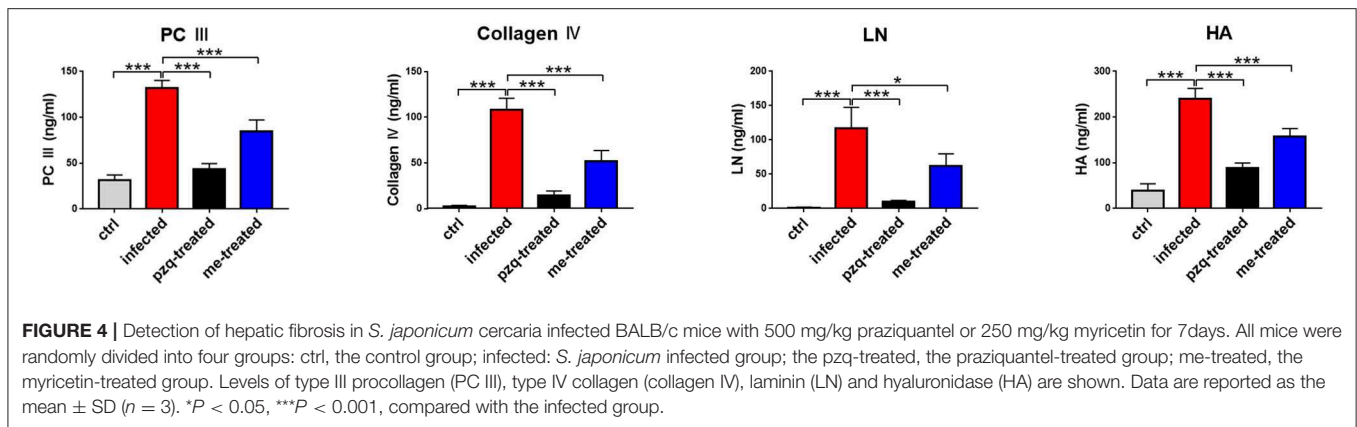 PC Ⅲ
***
***
***
PC Ⅲ (ng/ml)
150
100
50
0
ctrl
infected
pzq-treated
me-treated
Collagen Ⅳ
***
***
***
Collagen Ⅳ (ng/ml)
150
100
50
0
ctrl
infected
pzq-treated
me-treated
LN
*
***
***
LN (ng/ml)
200
150
100
50
0
ctrl
infected
pzq-treated
me-treated
HA
***
***
***
HA (ng/ml)
300
200
100
0
ctrl
infected
pzq-treated
me-treated
FIGURE 4 | Detection of hepatic fibrosis in S. japonicum cercaria infected BALB/c mice with 500 mg/kg praziquantel or 250 mg/kg myricetin for 7days. All mice were
randomly divided into four groups: ctrl, the control group; infected: S. japonicum infected group; the pzq-treated, the praziquantel-treated group; me-treated, the
myricetin-treated group. Levels of type III procollagen (PC III), type IV collagen (collagen IV), laminin (LN) and hyaluronidase (HA) are shown. Data are reported as the
mean ± SD (n = 3). *P < 0.05, ***P < 0.001, compared with the infected group.